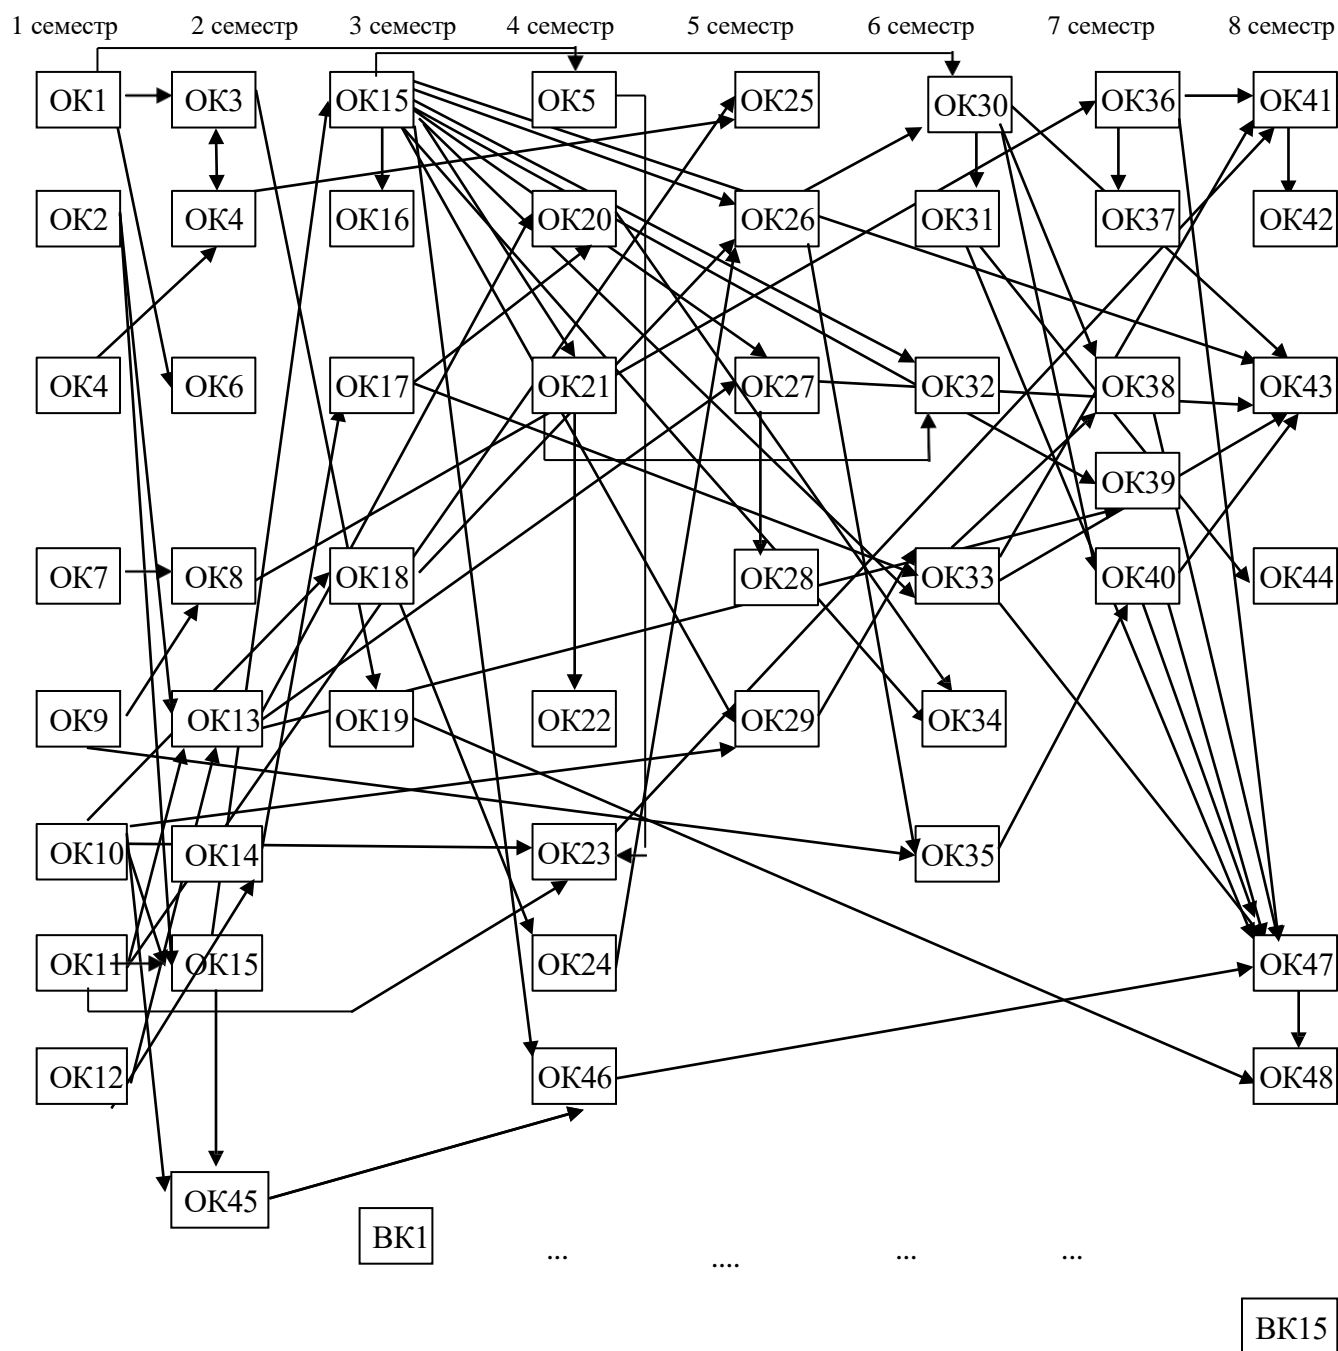 1 семестр 2 семестр 3 семестр 4 семестр 5 семестр 6 семестр 7 семестр 8 семестр
ОК1 ОК3 ОК15 ОК5 ОК25 ОК30 ОК36 ОК41
ОК2 ОК4 ОК16 ОК20 ОК26 ОК31 ОК37 ОК42
ОК4 ОК6 ОК17 ОК21 ОК27 ОК32 ОК38 ОК43
ОК39
ОК7 ОК8 ОК18 ОК28 ОК33 ОК40 ОК44
ОК9 ОК13 ОК19 ОК22 ОК29 ОК34
ОК10 ОК14 ОК23 ОК35
ОК11 ОК15 ОК24 ОК47
ОК12 ОК46 ОК48
ОК45
ВК1 ... .... ... ...
ВК15